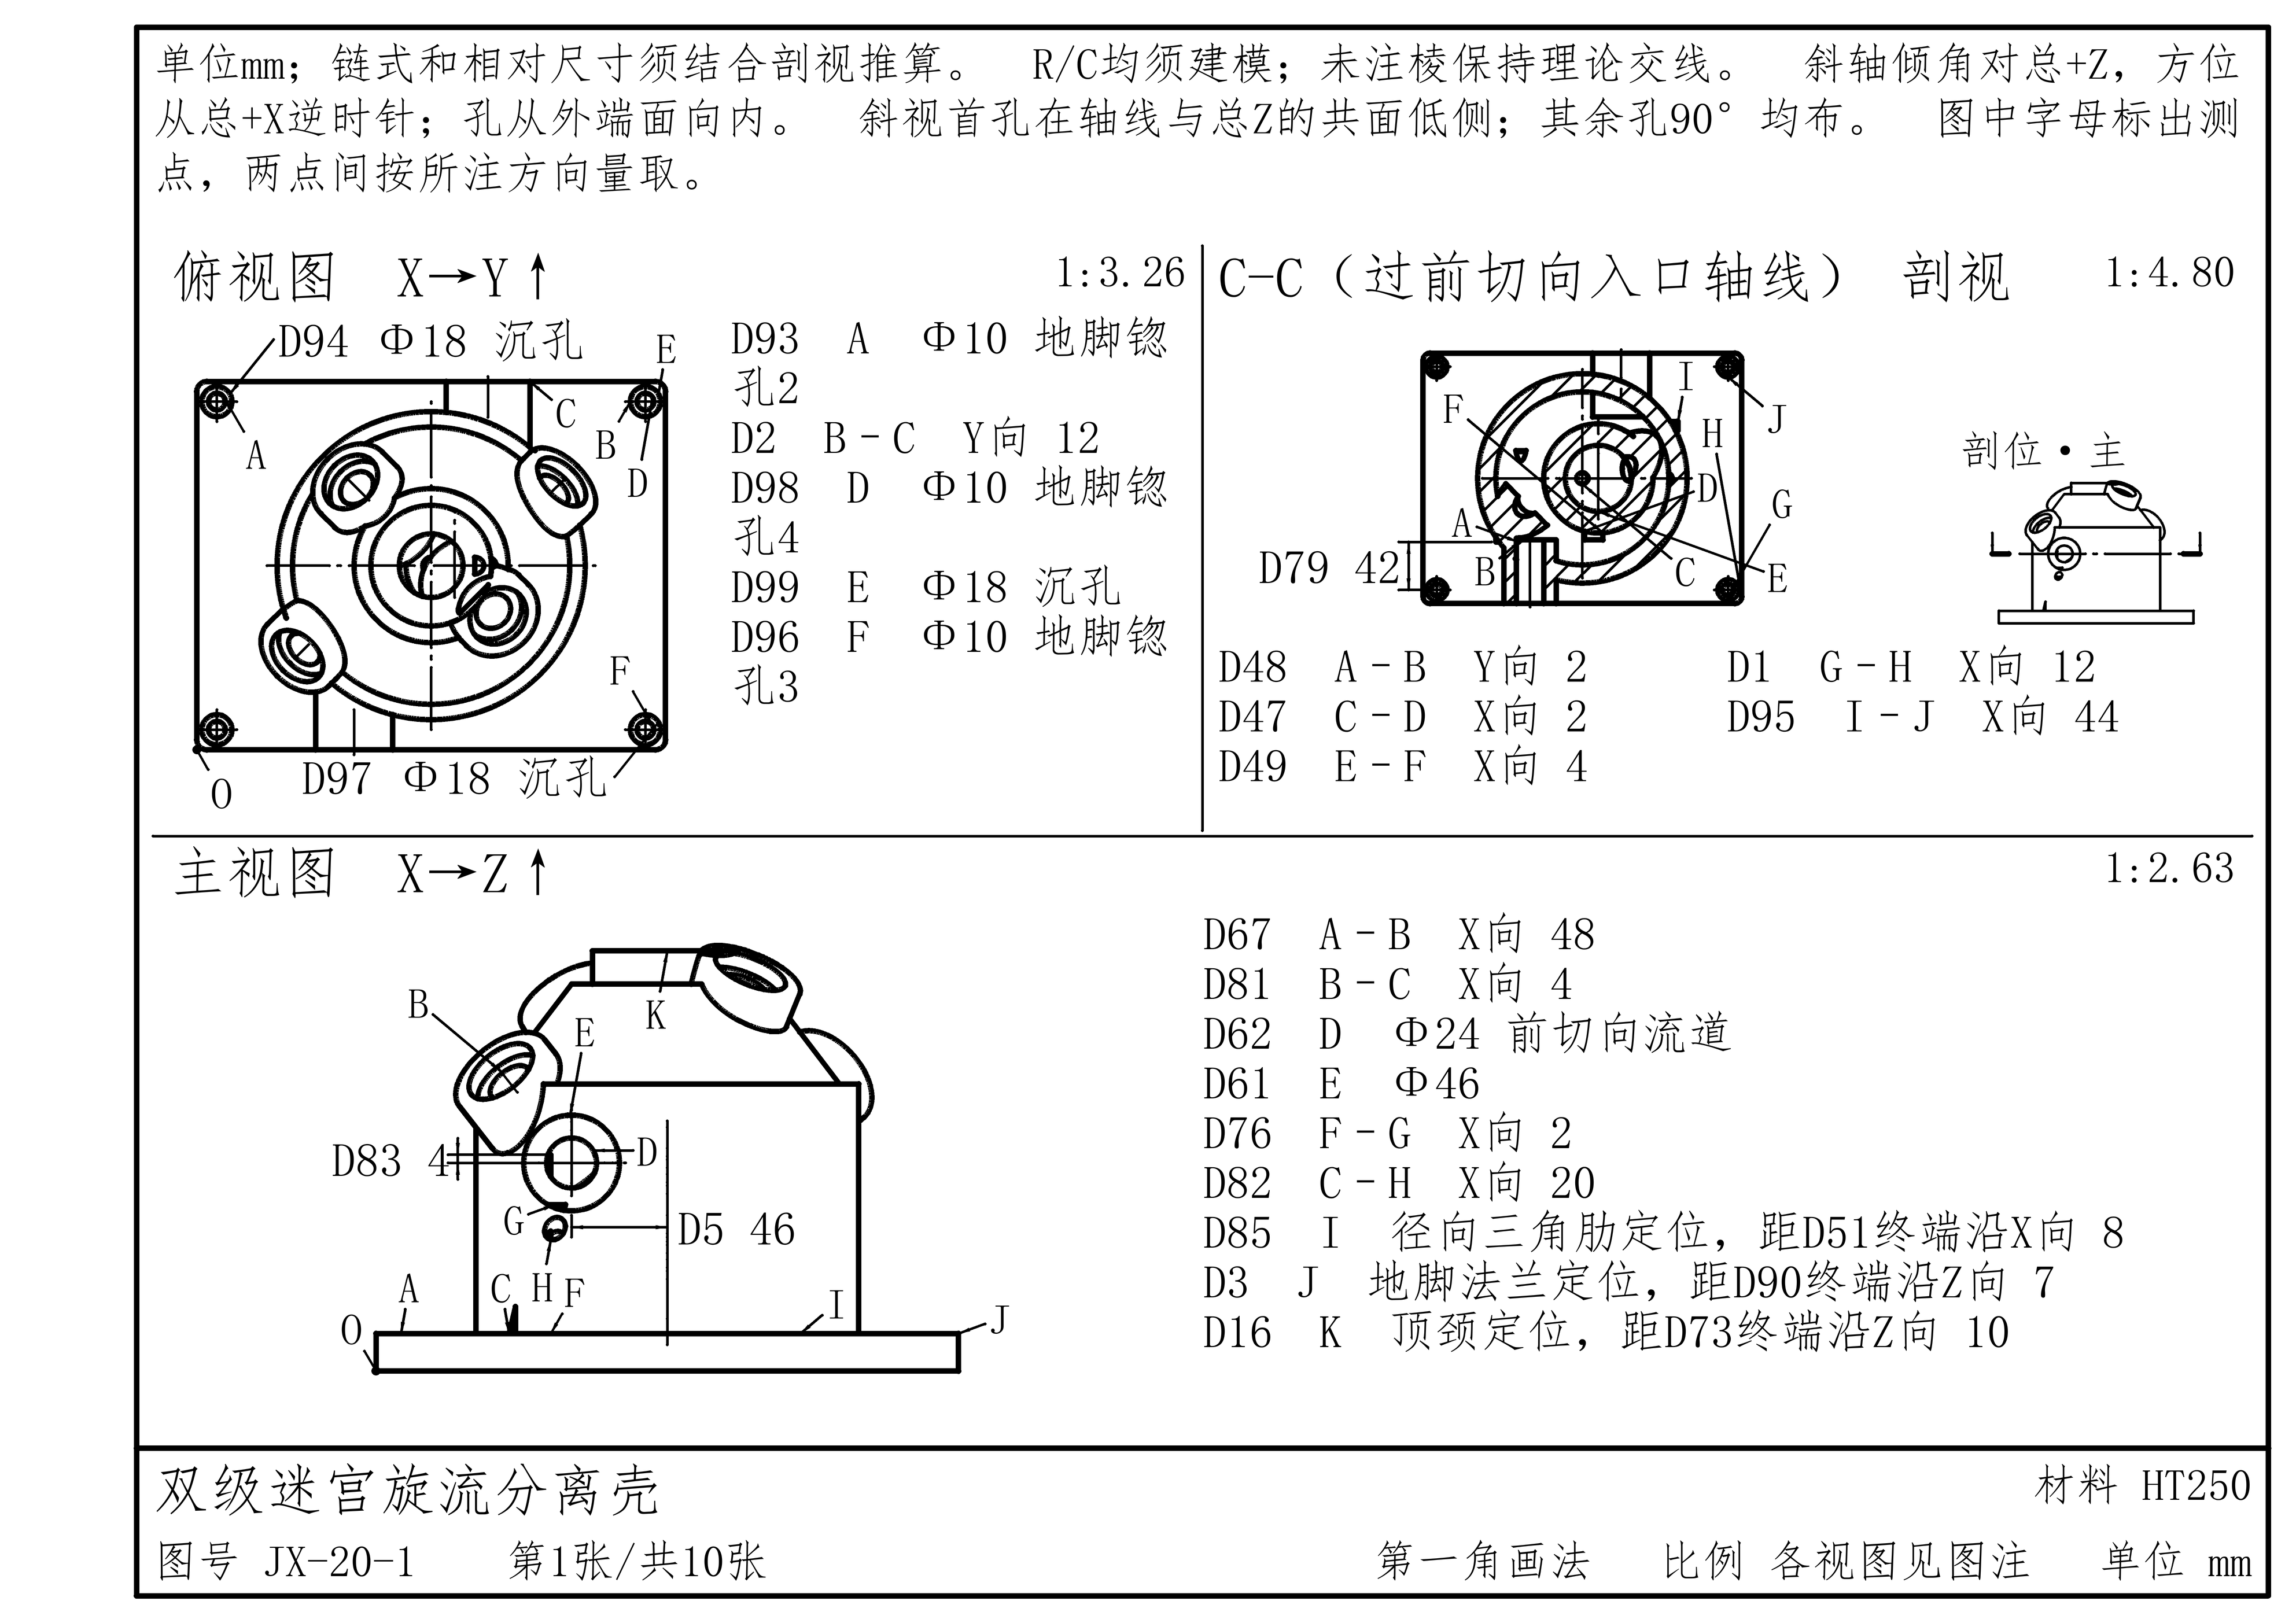 单位mm；链式和相对尺寸须结合剖视推算。 R/C均须建模；未注棱保持理论交线。 斜轴倾角对总+Z，方位
从总+X逆时针；孔从外端面向内。 斜视首孔在轴线与总Z的共面低侧；其余孔90°均布。 图中字母标出测
点，两点间按所注方向量取。
俯视图 X→Y↑
1:3.26
D94 Φ18 沉孔
E
A
C
B
D
F
O
D97 Φ18 沉孔
D93 A Φ10 地脚锪
孔2
D2 B-C Y向 12
D98 D Φ10 地脚锪
孔4
D99 E Φ18 沉孔
D96 F Φ10 地脚锪
孔3
C-C（过前切向入口轴线） 剖视 1:4.80
I
F
J
H
D
G
A
B
C
E
D79 42
剖位·主
D48 A-B Y向 2
D47 C-D X向 2
D49 E-F X向 4
D1 G-H X向 12
D95 I-J X向 44
主视图 X→Z↑
1:2.63
B
K
E
D83 4
D
G
D5 46
A
C
H
F
I
O
J
D67 A-B X向 48
D81 B-C X向 4
D62 D Φ24 前切向流道
D61 E Φ46
D76 F-G X向 2
D82 C-H X向 20
D85 I 径向三角肋定位，距D51终端沿X向 8
D3 J 地脚法兰定位，距D90终端沿Z向 7
D16 K 顶颈定位，距D73终端沿Z向 10
双级迷宫旋流分离壳
材料 HT250
图号 JX-20-1 第1张/共10张
第一角画法 比例 各视图见图注 单位 mm